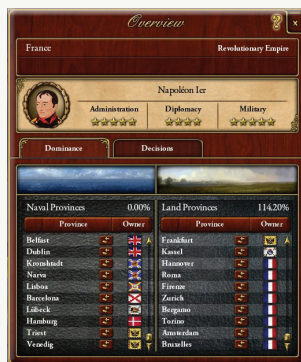 Overview
?
x
France
Revolutionary Empire
Napoléon Ier
Administration Diplomacy Military
Dominance Decisions
Naval Provinces 0.00% Land Provinces 114.20%
Province Owner Province Owner
Belfast Frankfurt
Dublin Kassel
Kronshtadt Hannover
Narva Roma
Lisboa Firenze
Barcelona Zurich
Lübeck Bergamo
Hamburg Torino
Triest Amsterdam
Venedig Bruxelles